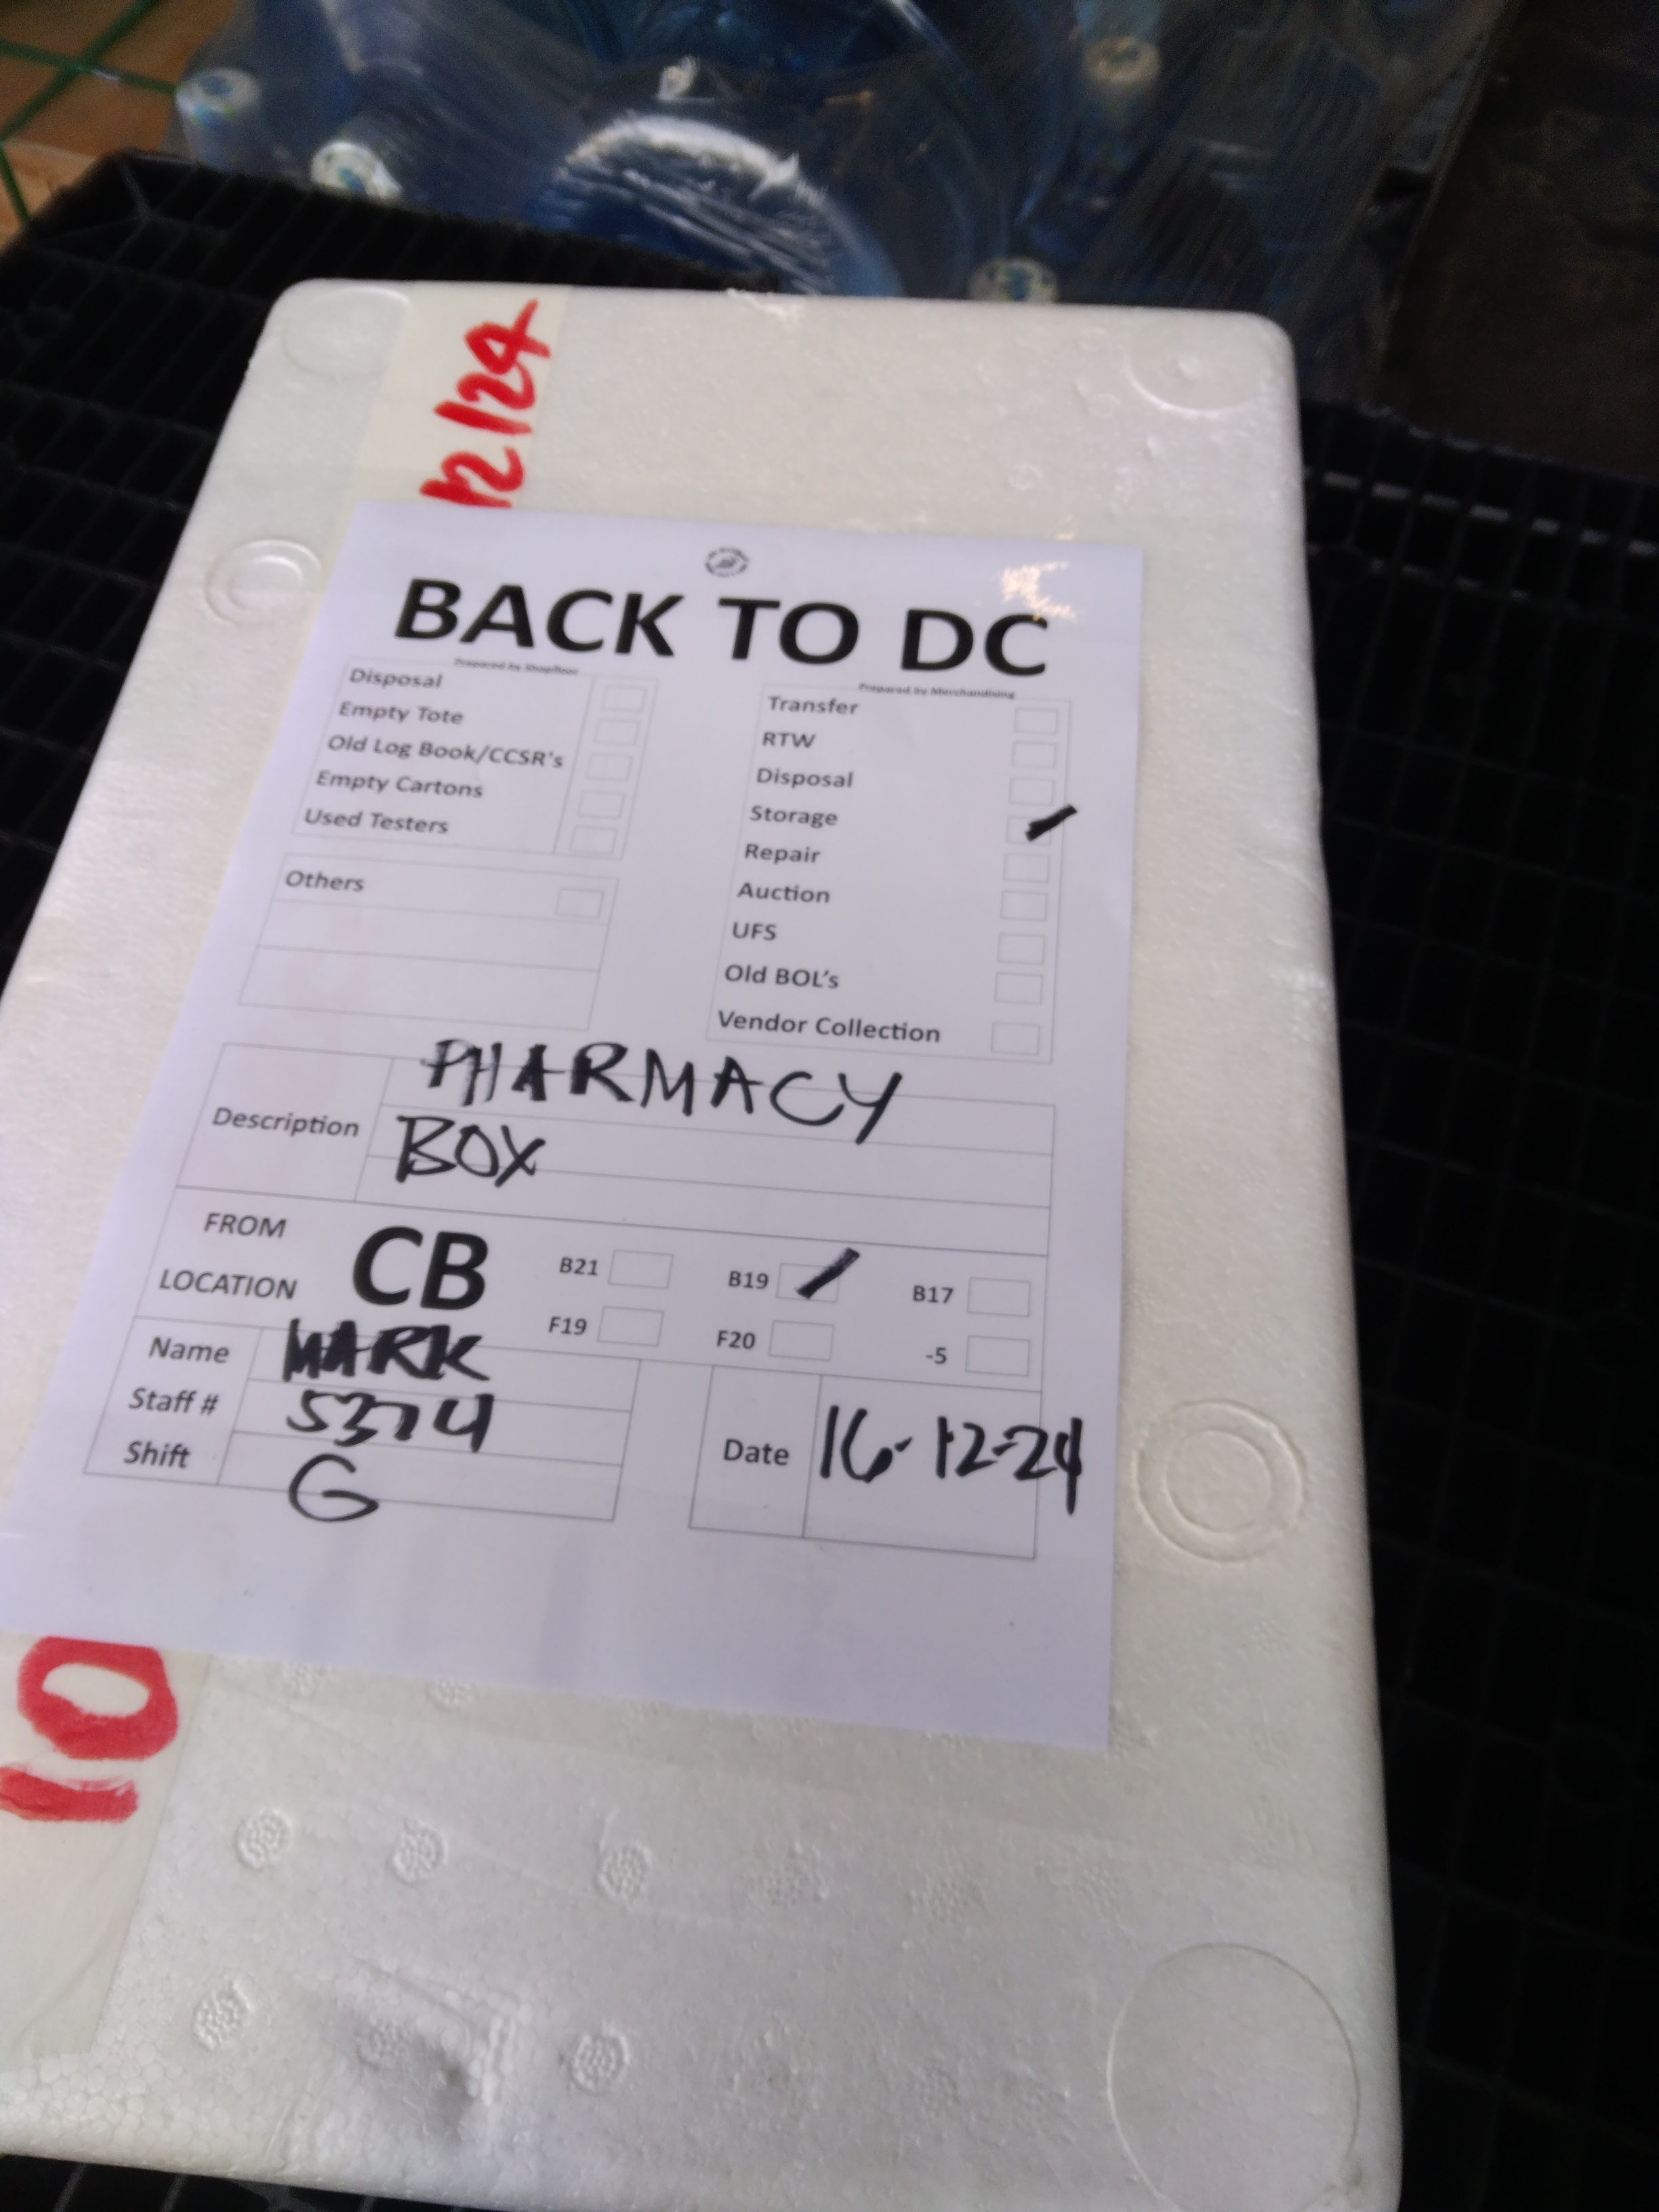 12/24
BACK TO DC
Prepared by Shopfloor
Disposal
Empty Tote
Old Log Book/CCSR's
Empty Cartons
Used Testers
Others
Prepared by Merchandising
Transfer
RTW
Disposal
Storage
Repair
Auction
UFS
Old BOL's
Vendor Collection
Description PHARMACY
BOX
FROM
LOCATION CB
B21 B19 B17
F19 F20 -5
Name MARK
Staff # 5374
Shift G
Date 16-12-24
10